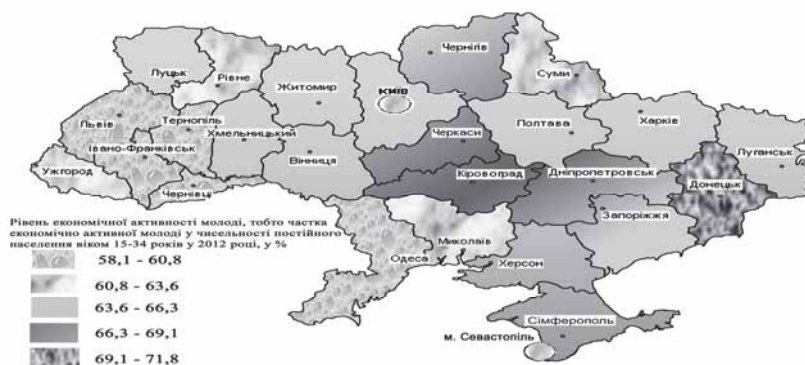 Чернігів
Луцьк
Рівне
Суми
Житомир
КИЇВ
Львів
Тернопіль
Хмельницький
Черкаси
Полтава
Харків
Івано-Франківськ
Вінниця
Луганськ
Ужгород
Кіровоград
Дніпропетровськ
Донецьк
Чернівці
Запоріжжя
Рівень економічної активності молоді, тобто частка
економічно активної молоді у чисельності постійного
населення віком 15-34 років у 2012 році, у %
Миколаїв
Одеса
Херсон
58,1 - 60,8
60,8 - 63,6
63,6 - 66,3
66,3 - 69,1
69,1 - 71,8
Сімферополь
м. Севастопіль